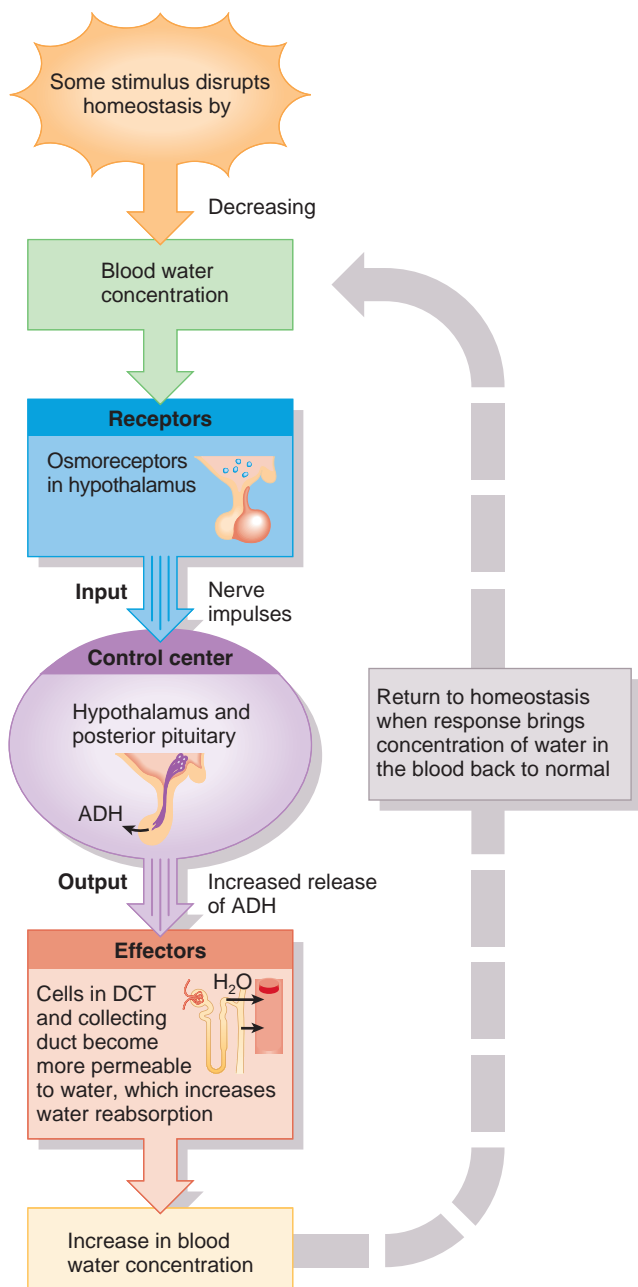 Some stimulus disrupts
homeostasis by
Decreasing
Blood water
concentration
Receptors
Osmoreceptors
in hypothalamus
Input
Nerve
impulses
Control center
Hypothalamus and
posterior pituitary
ADH
Output
Increased release
of ADH
Effectors
H₂O
Cells in DCT
and collecting
duct become
more permeable
to water, which increases
water reabsorption
Increase in blood
water concentration
Return to homeostasis
when response brings
concentration of water in
the blood back to normal